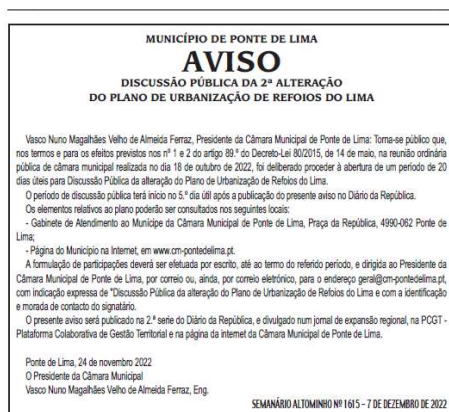 MUNICÍPIO DE PONTE DE LIMA
AVISO
DISCUSSÃO PÚBLICA DA 2ª ALTERAÇÃO
DO PLANO DE URBANIZAÇÃO DE REFOIOS DO LIMA
Vasco Nuno Magalhães Velho de Almeida Ferraz, Presidente da Câmara Municipal de Ponte de Lima: Torna-se público que,
nos termos e para os efeitos previstos nos nº 1 e 2 do artigo 89.º do Decreto-Lei 80/2015, de 14 de maio, na reunião ordinária
pública de câmara municipal realizada no dia 18 de outubro de 2022, foi deliberado proceder à abertura de um período de 20
dias úteis para Discussão Pública da alteração do Plano de Urbanização de Refoios do Lima.
O período de discussão pública terá início no 5.º dia útil após a publicação do presente aviso no Diário da República.
Os elementos relativos ao plano poderão ser consultados nos seguintes locais:
- Gabinete de Atendimento ao Munícipe da Câmara Municipal de Ponte de Lima, Praça da República, 4990-062 Ponte de
Lima;
- Página do Município na Internet, em www.cm-pontedelima.pt.
A formulação de participações deverá ser efetuada por escrito, até ao termo do referido período, e dirigida ao Presidente da
Câmara Municipal de Ponte de Lima, por correio ou, ainda, por correio eletrónico, para o endereço geral@cm-pontedelima.pt,
com indicação expressa de "Discussão Pública da alteração do Plano de Urbanização de Refoios do Lima e com a identificação
e morada de contacto do signatário.
O presente aviso será publicado na 2.ª serie do Diário da República, e divulgado num jornal de expansão regional, na PCGT -
Plataforma Colaborativa de Gestão Territorial e na página da internet da Câmara Municipal de Ponte de Lima.
Ponte de Lima, 24 de novembro 2022
O Presidente da Câmara Municipal
Vasco Nuno Magalhães Velho de Almeida Ferraz, Eng.
SEMANÁRIO ALTOMINHO Nº 1615 - 7 DE DEZEMBRO DE 2022